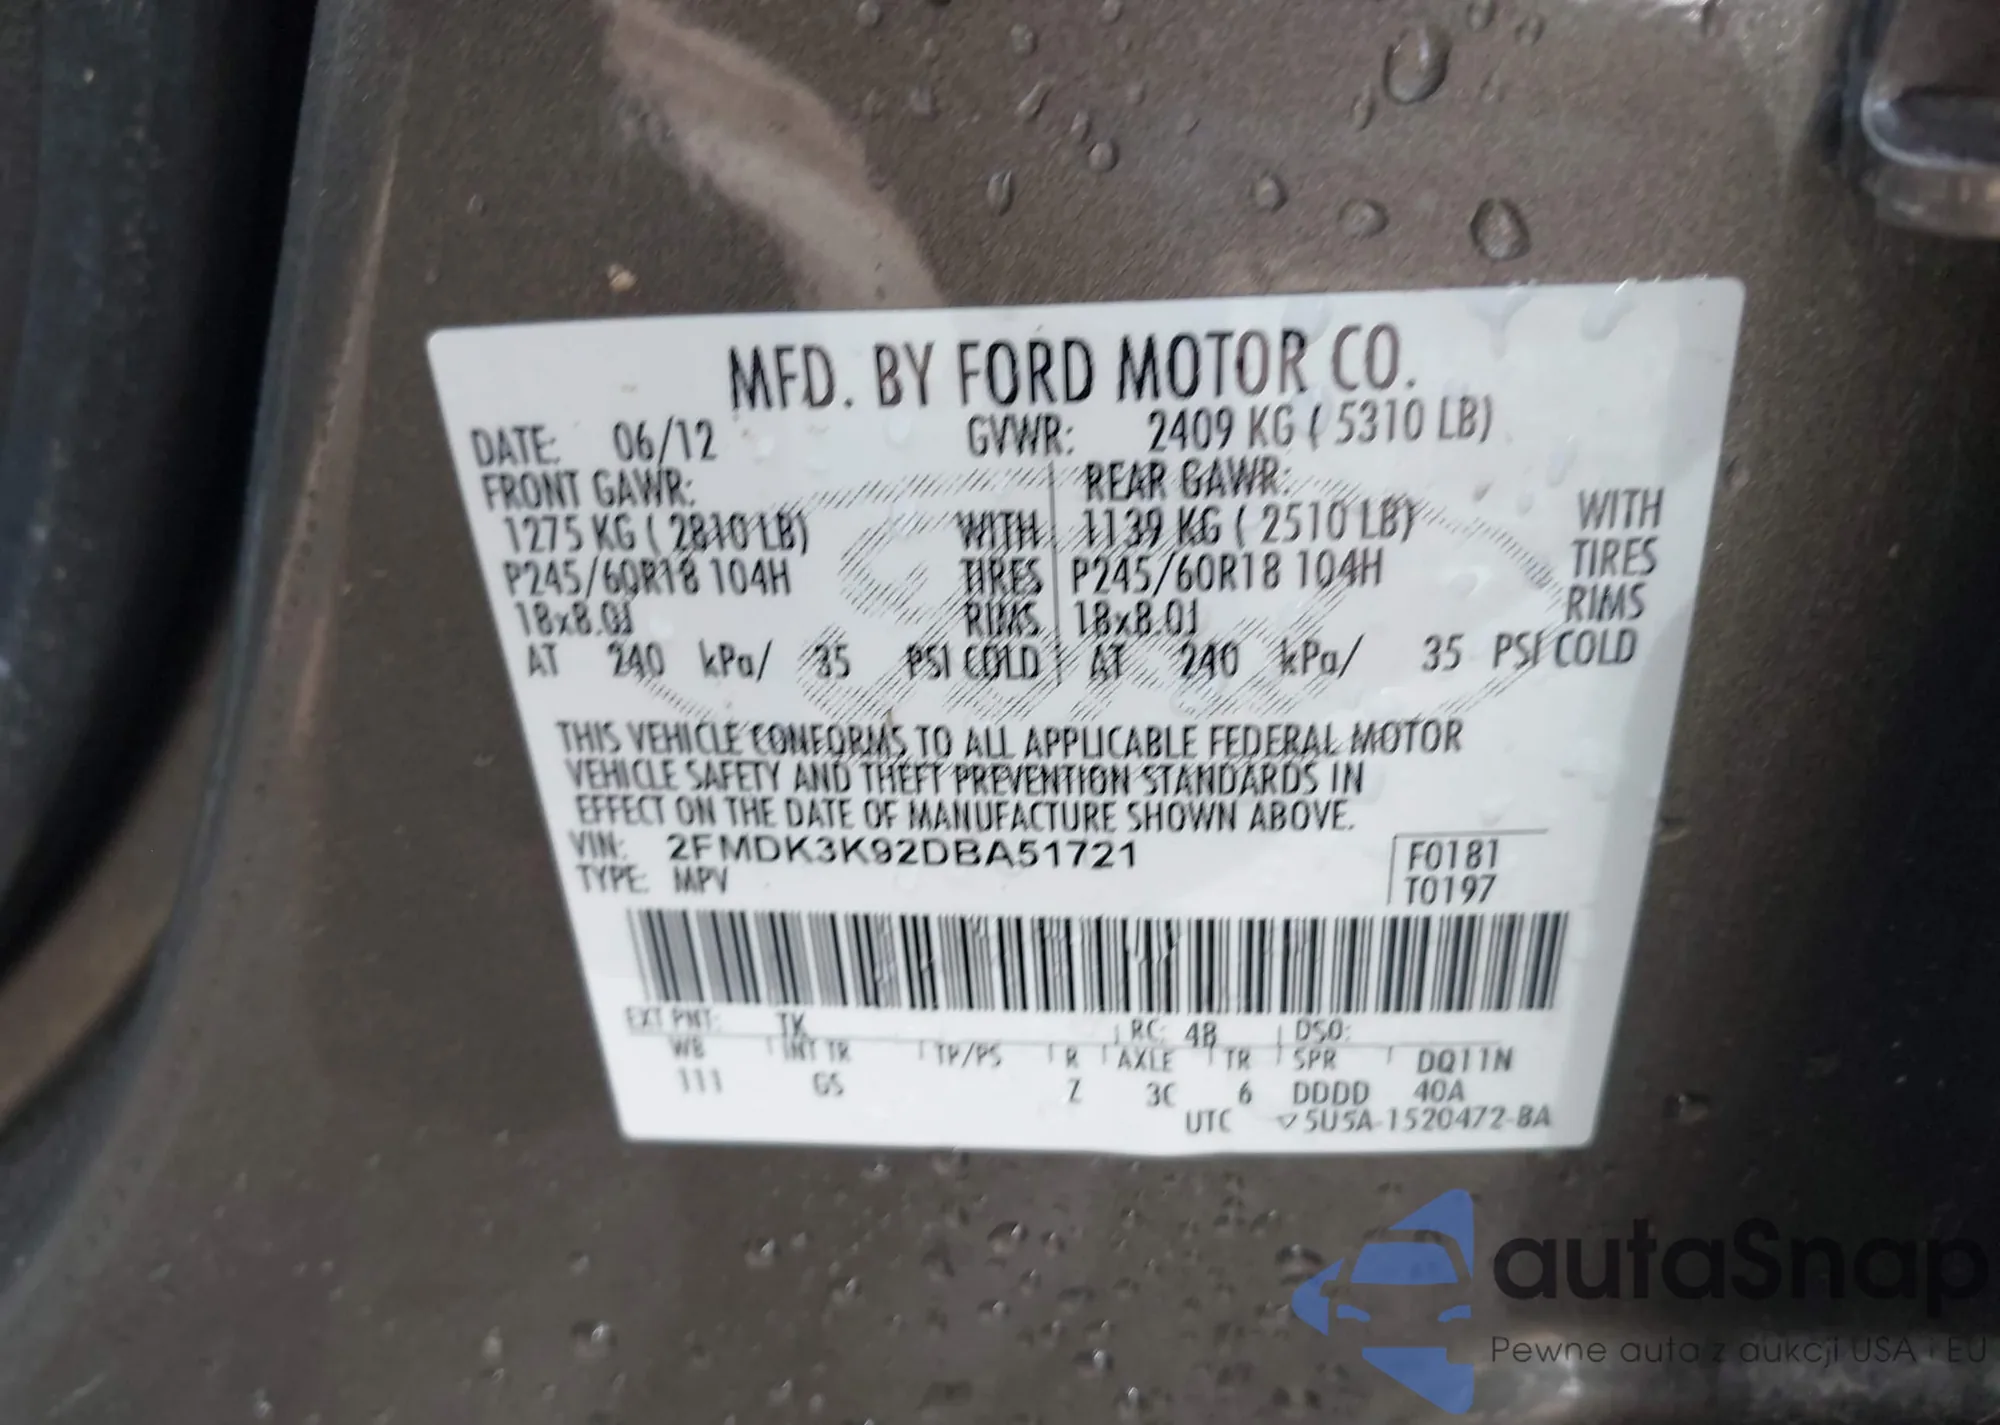 MFD. BY FORD MOTOR CO.
DATE: 06/12 GVWR: 2409 KG ( 5310 LB)
FRONT GAWR: REAR GAWR:
1275 KG ( 2810 LB) WITH 1139 KG ( 2510 LB) WITH
P245/60R18 104H TIRES P245/60R18 104H TIRES
18x8.0J RIMS 18x8.0J RIMS
AT 240 kPa/ 35 PSI COLD AT 240 kPa/ 35 PSI COLD
THIS VEHICLE CONFORMS TO ALL APPLICABLE FEDERAL MOTOR
VEHICLE SAFETY AND THEFT PREVENTION STANDARDS IN
EFFECT ON THE DATE OF MANUFACTURE SHOWN ABOVE.
VIN: 2FMDK3K92DBA51721 F0181
TYPE: MPV T0197
EXT PNT: TK RC: 48 DSO:
WB INT TR TP/PS R AXLE TR SPR DQ11N
111 GS Z 3C 6 DDDD 40A
UTC ▽5U5A-1520472-BA
autaSnap
Pewne auta z aukcji USA i EU